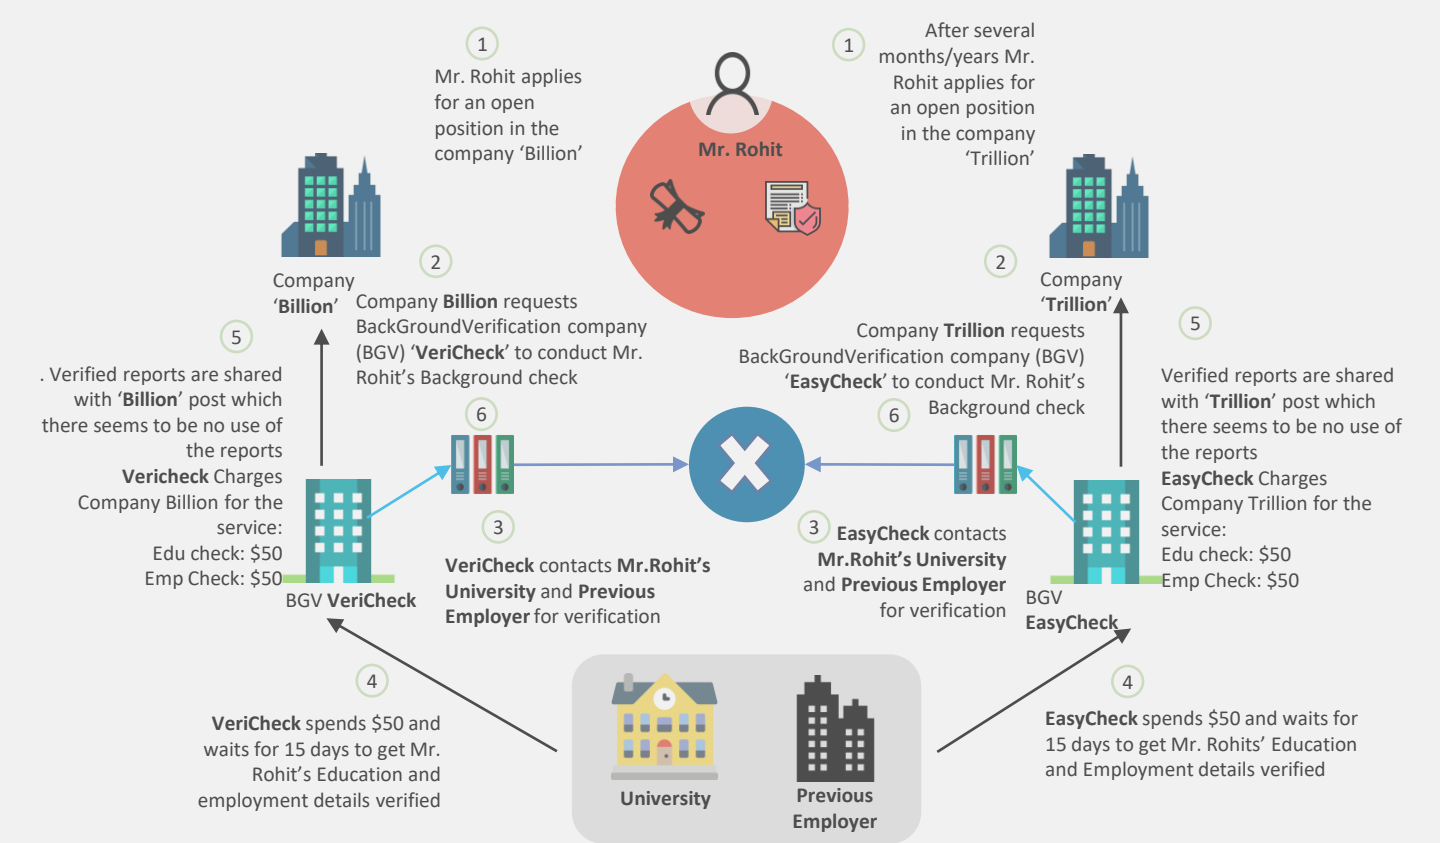 1
Mr. Rohit applies
for an open
position in the
company ‘Billion’
1
After several
months/years Mr.
Rohit applies for
an open position
in the company
‘Trillion’
Mr. Rohit
Company
‘Billion’
2
Company Billion requests
BackGroundVerification company
(BGV) ‘VeriCheck’ to conduct Mr.
Rohit’s Background check
2
Company Trillion requests
BackGroundVerification company (BGV)
‘EasyCheck’ to conduct Mr. Rohit’s
Background check
Company
‘Trillion’
5
. Verified reports are shared
with ‘Billion’ post which
there seems to be no use of
the reports
Vericheck Charges
Company Billion for the
service:
Edu check: $50
Emp Check: $50
6
6
5
Verified reports are shared
with ‘Trillion’ post which
there seems to be no use of
the reports
EasyCheck Charges
Company Trillion for the
service:
Edu check: $50
Emp Check: $50
BGV VeriCheck
3
VeriCheck contacts Mr.Rohit’s
University and Previous
Employer for verification
3
EasyCheck contacts
Mr.Rohit’s University
and Previous Employer
for verification
BGV
EasyCheck
4
VeriCheck spends $50 and
waits for 15 days to get Mr.
Rohit’s Education and
employment details verified
University
Previous
Employer
4
EasyCheck spends $50 and waits for
15 days to get Mr. Rohits’ Education
and Employment details verified